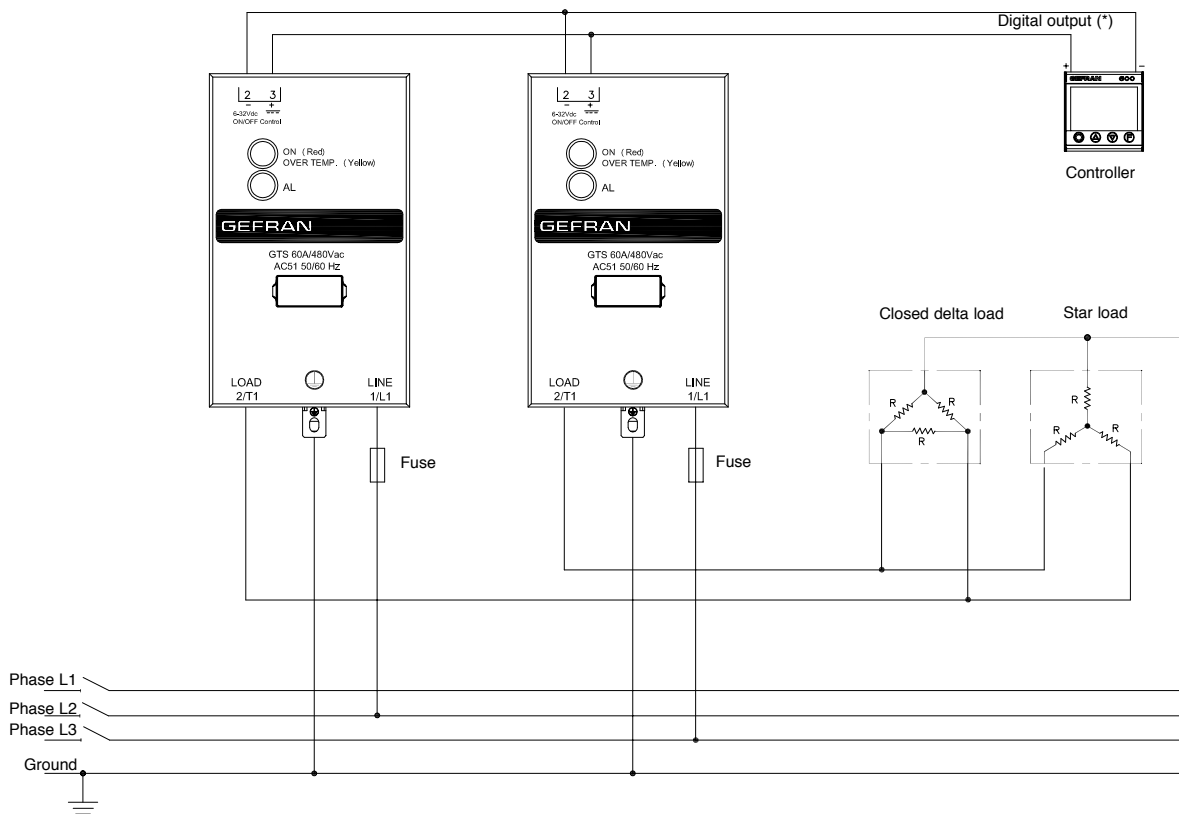 Digital output (*)
+ −
GEFRAN 600
Controller
2 3
− +
6-32Vdc
ON/OFF Control
ON (Red)
OVER TEMP. (Yellow)
AL
GEFRAN
GTS 60A/480Vac
AC51 50/60 Hz
LOAD
2/T1
LINE
1/L1
Fuse
2 3
− +
6-32Vdc
ON/OFF Control
ON (Red)
OVER TEMP. (Yellow)
AL
GEFRAN
GTS 60A/480Vac
AC51 50/60 Hz
LOAD
2/T1
LINE
1/L1
Fuse
Closed delta load
R
R
R
Star load
R
R
R
Phase L1
Phase L2
Phase L3
Ground
F